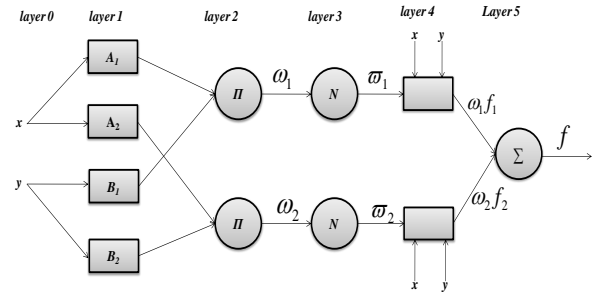 layer 0 layer 1 layer 2 layer 3 layer 4 Layer 5
x y
A1
ω1 ϖ1
Π N
ω1f1
A2
x
f
Σ
y
B1
ω2f2
ω2 ϖ2
Π N
B2
x y